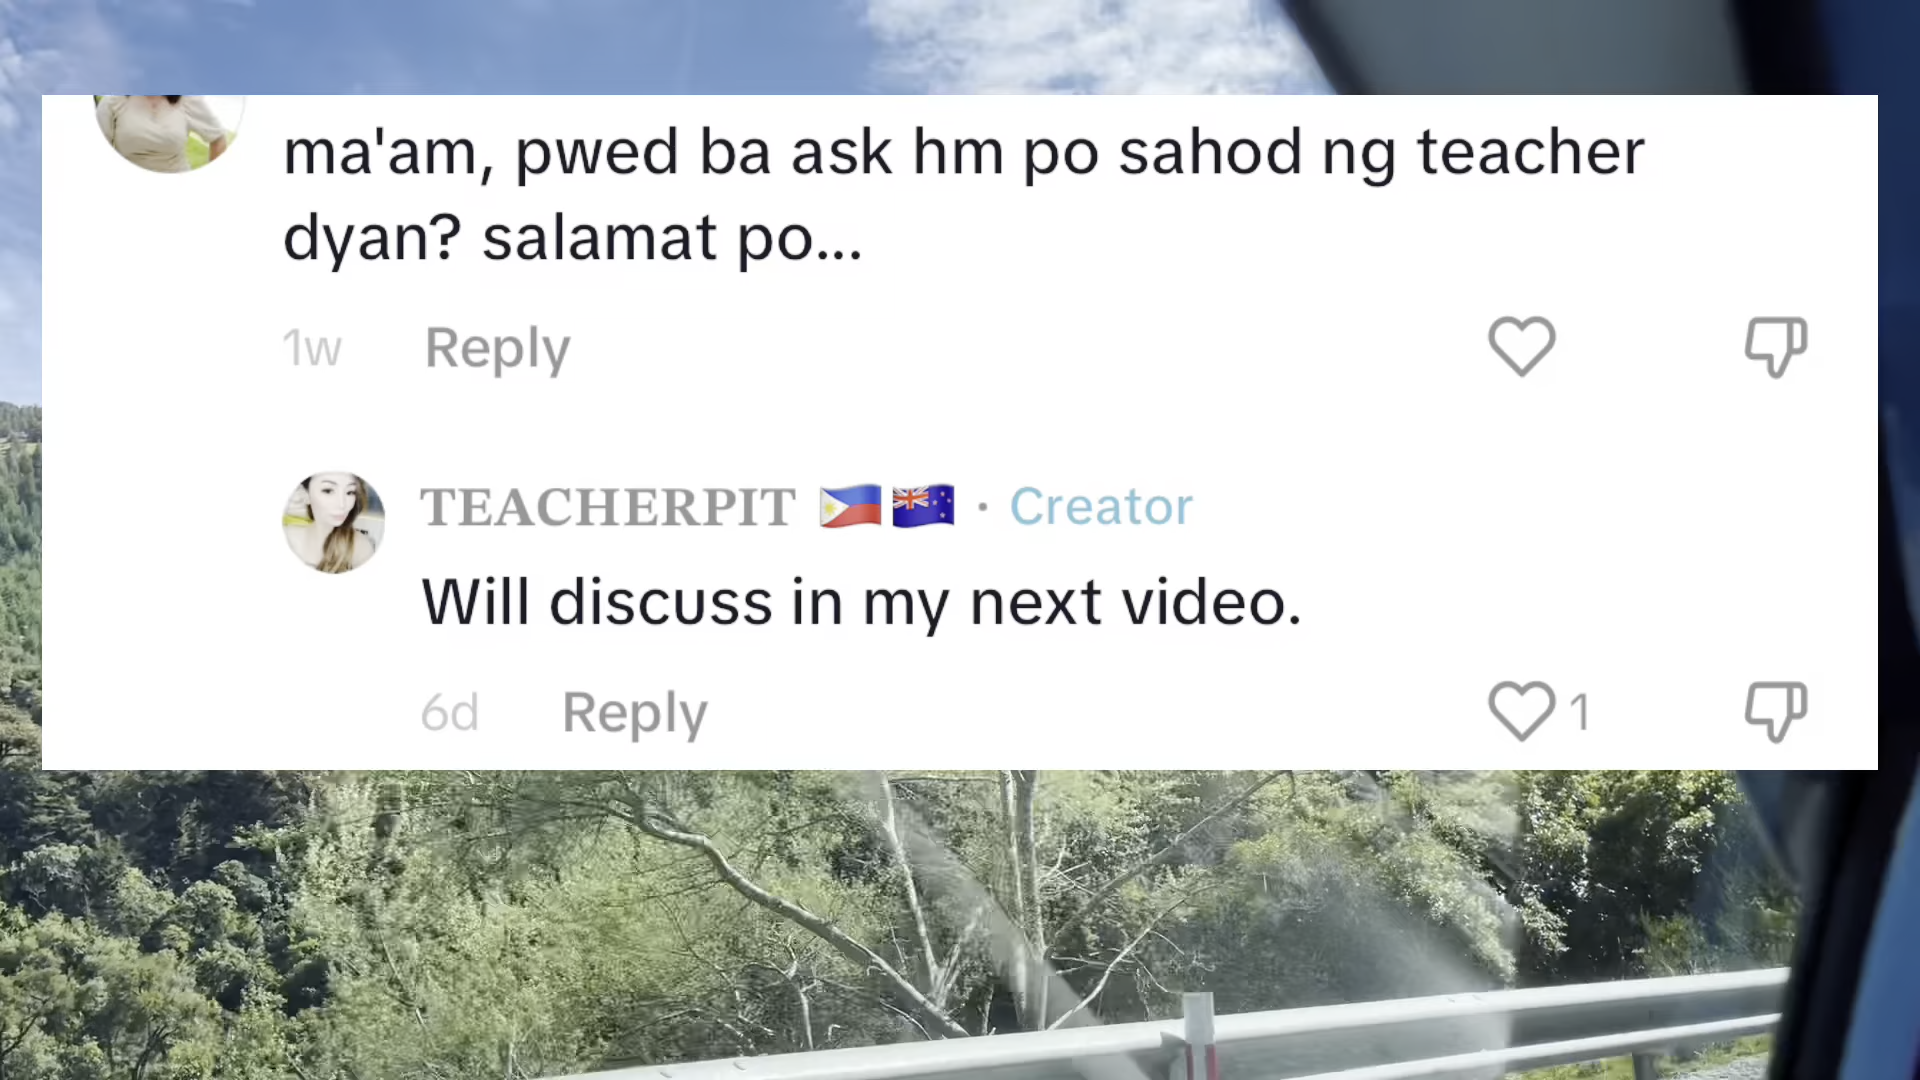 ma'am, pwed ba ask hm po sahod ng teacher
dyan? salamat po...
1w Reply
TEACHERPIT 🇵🇭🇳🇿 · Creator
Will discuss in my next video.
6d Reply 1